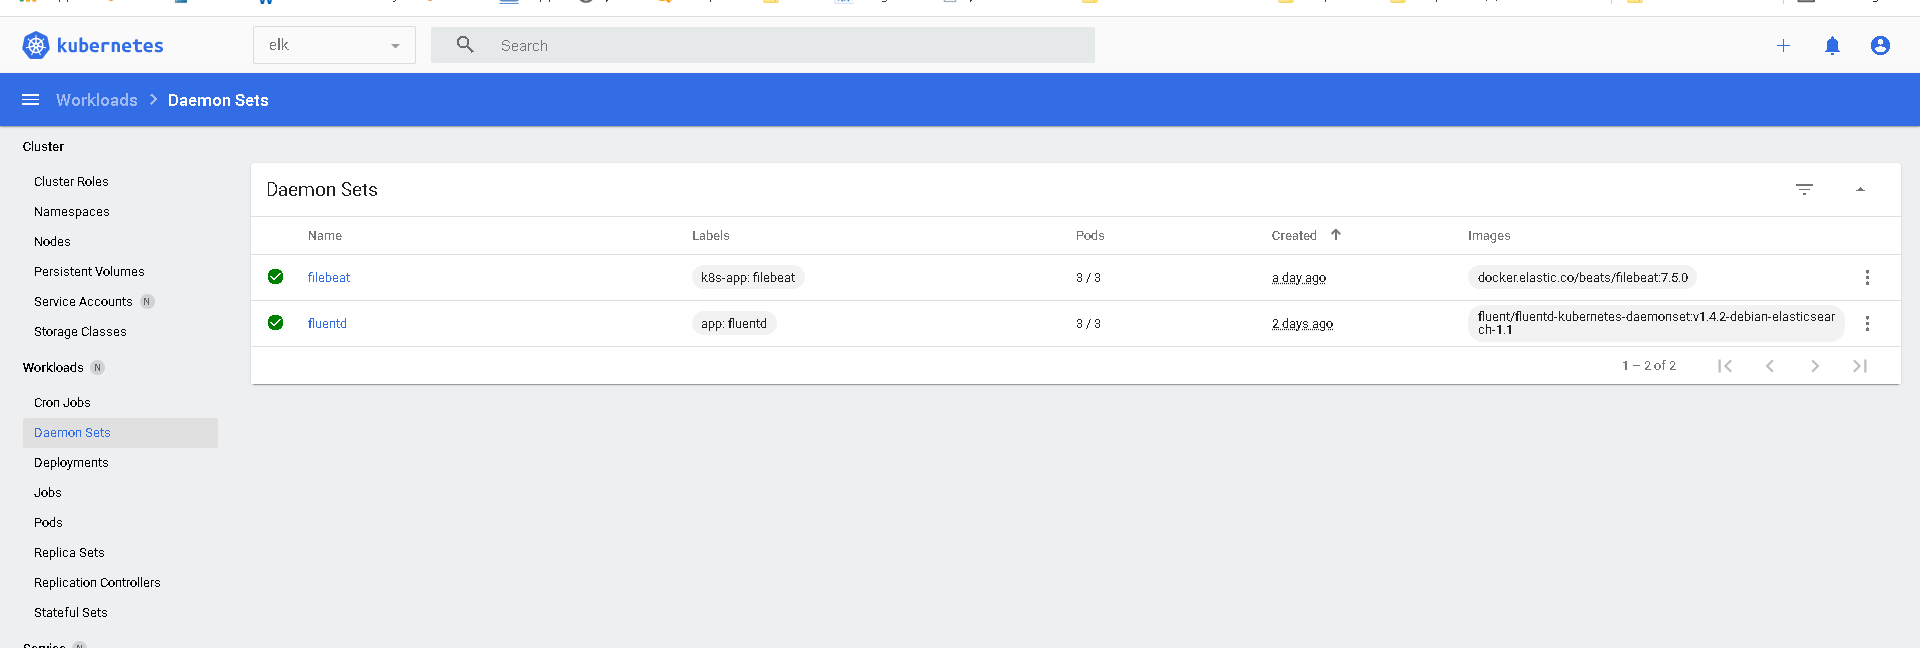 kubernetes
elk
Search
Workloads > Daemon Sets
Cluster
Cluster Roles
Namespaces
Nodes
Persistent Volumes
Service Accounts N
Storage Classes
Workloads N
Cron Jobs
Daemon Sets
Deployments
Jobs
Pods
Replica Sets
Replication Controllers
Stateful Sets
Service N
Daemon Sets
Name Labels Pods Created Images
filebeat k8s-app: filebeat 3 / 3 a day ago docker.elastic.co/beats/filebeat:7.5.0
fluentd app: fluentd 3 / 3 2 days ago fluent/fluentd-kubernetes-daemonset:v1.4.2-debian-elasticsear
ch-1.1
1 – 2 of 2